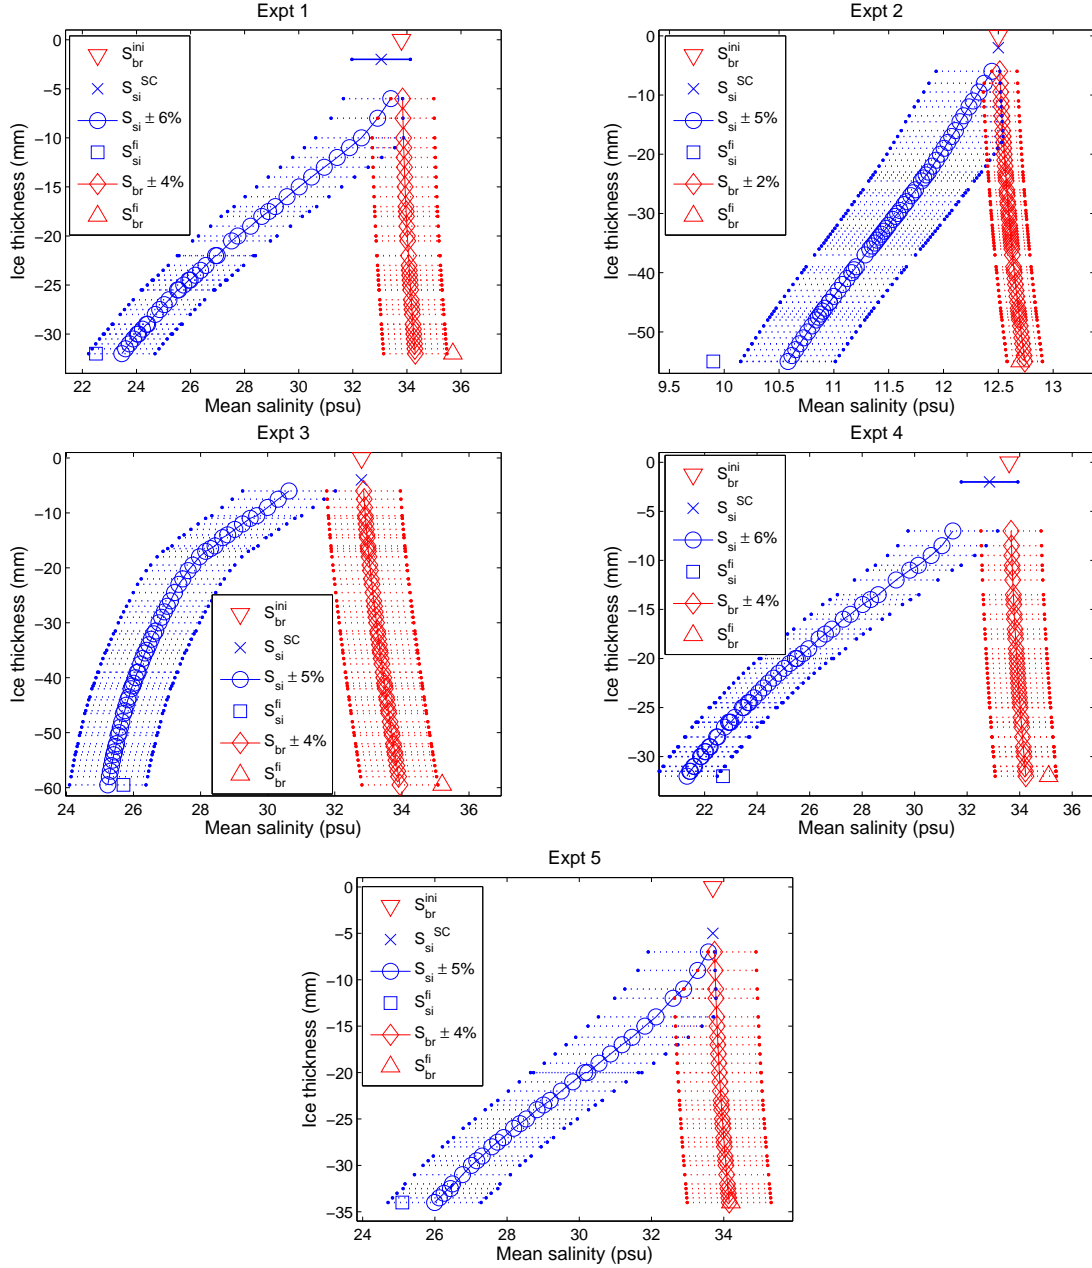 Expt 1
S_br^ini
S_si^SC
S_si ± 6%
S_si^fi
S_br ± 4%
S_br^fi
0
−5
−10
−15
−20
−25
−30
Ice thickness (mm)
22 24 26 28 30 32 34 36
Mean salinity (psu)
Expt 2
S_br^ini
S_si^SC
S_si ± 5%
S_si^fi
S_br ± 2%
S_br^fi
0
−10
−20
−30
−40
−50
Ice thickness (mm)
9.5 10 10.5 11 11.5 12 12.5 13
Mean salinity (psu)
Expt 3
S_br^ini
S_si^SC
S_si ± 5%
S_si^fi
S_br ± 4%
S_br^fi
0
−10
−20
−30
−40
−50
−60
Ice thickness (mm)
24 26 28 30 32 34 36
Mean salinity (psu)
Expt 4
S_br^ini
S_si^SC
S_si ± 6%
S_si^fi
S_br ± 4%
S_br^fi
0
−5
−10
−15
−20
−25
−30
Ice thickness (mm)
22 24 26 28 30 32 34 36
Mean salinity (psu)
Expt 5
S_br^ini
S_si^SC
S_si ± 5%
S_si^fi
S_br ± 4%
S_br^fi
0
−5
−10
−15
−20
−25
−30
−35
Ice thickness (mm)
24 26 28 30 32 34 36
Mean salinity (psu)